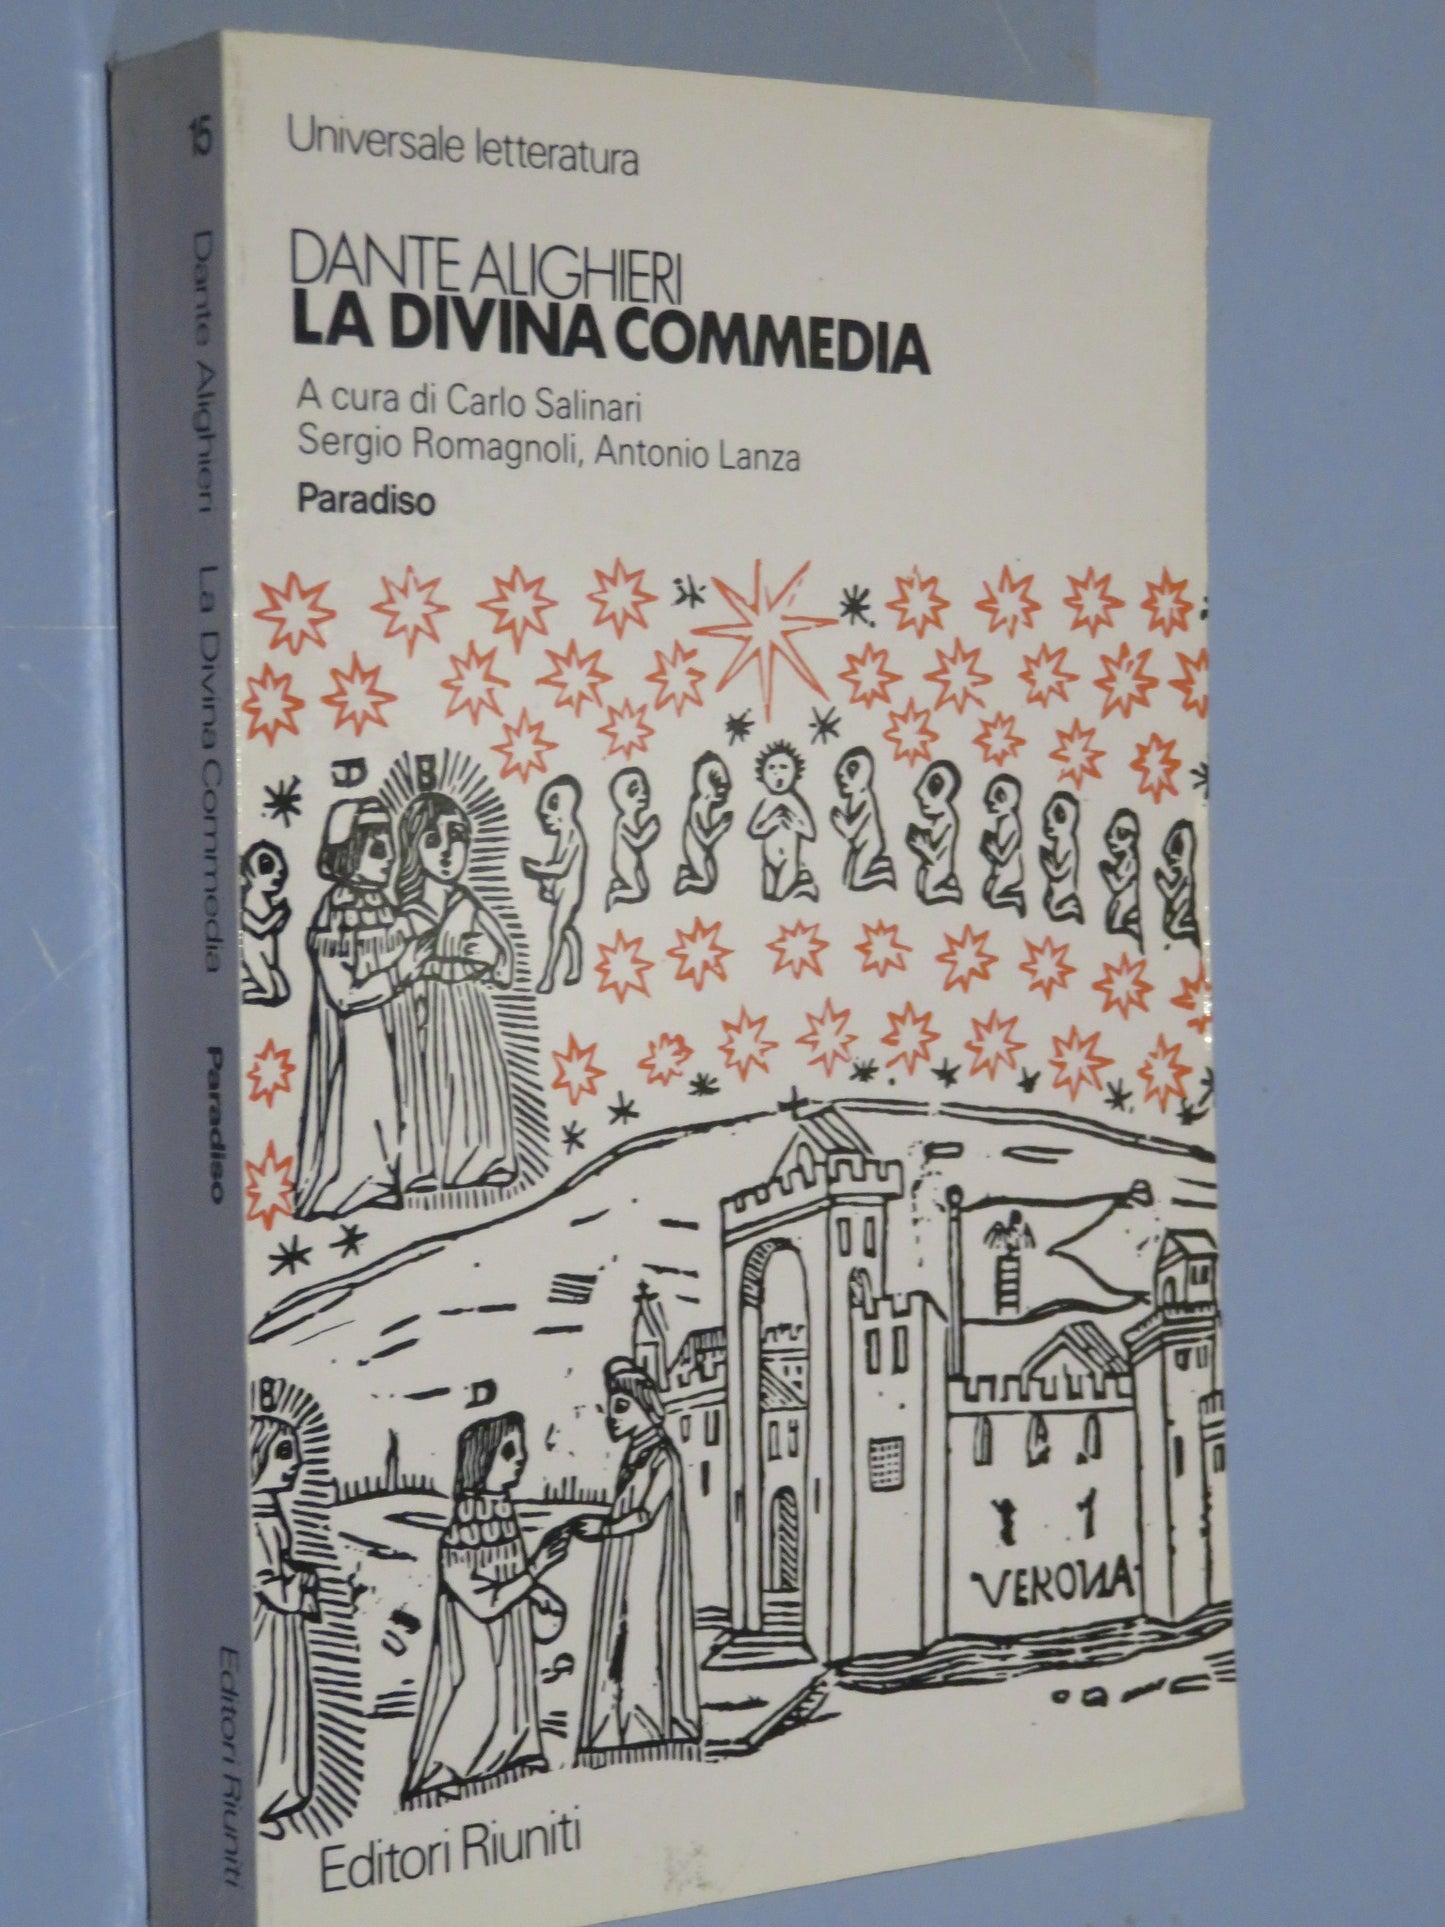 Universale letteratura
DANTE ALIGHIERI
LA DIVINA COMMEDIA
A cura di Carlo Salinari
Sergio Romagnoli, Antonio Lanza
Paradiso
D B
B D
VERONA
Editori Riuniti
15 Dante Alighieri La Divina Commedia Paradiso Editori Riuniti